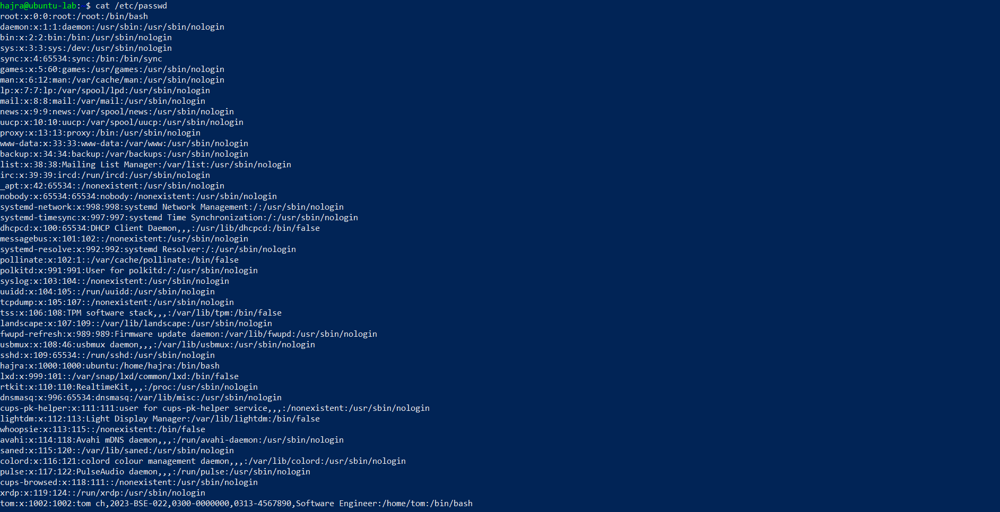 hajra@ubuntu-lab: $ cat /etc/passwd
root:x:0:0:root:/root:/bin/bash
daemon:x:1:1:daemon:/usr/sbin:/usr/sbin/nologin
bin:x:2:2:bin:/bin:/usr/sbin/nologin
sys:x:3:3:sys:/dev:/usr/sbin/nologin
sync:x:4:65534:sync:/bin:/bin/sync
games:x:5:60:games:/usr/games:/usr/sbin/nologin
man:x:6:12:man:/var/cache/man:/usr/sbin/nologin
lp:x:7:7:lp:/var/spool/lpd:/usr/sbin/nologin
mail:x:8:8:mail:/var/mail:/usr/sbin/nologin
news:x:9:9:news:/var/spool/news:/usr/sbin/nologin
uucp:x:10:10:uucp:/var/spool/uucp:/usr/sbin/nologin
proxy:x:13:13:proxy:/bin:/usr/sbin/nologin
www-data:x:33:33:www-data:/var/www:/usr/sbin/nologin
backup:x:34:34:backup:/var/backups:/usr/sbin/nologin
list:x:38:38:Mailing List Manager:/var/list:/usr/sbin/nologin
irc:x:39:39:ircd:/run/ircd:/usr/sbin/nologin
_apt:x:42:65534::/nonexistent:/usr/sbin/nologin
nobody:x:65534:65534:nobody:/nonexistent:/usr/sbin/nologin
systemd-network:x:998:998:systemd Network Management:/:/usr/sbin/nologin
systemd-timesync:x:997:997:systemd Time Synchronization:/:/usr/sbin/nologin
dhcpcd:x:100:65534:DHCP Client Daemon,,,:/usr/lib/dhcpcd:/bin/false
messagebus:x:101:102::/nonexistent:/usr/sbin/nologin
systemd-resolve:x:992:992:systemd Resolver:/:/usr/sbin/nologin
pollinate:x:102:1::/var/cache/pollinate:/bin/false
polkitd:x:991:991:User for polkitd:/:/usr/sbin/nologin
syslog:x:103:104::/nonexistent:/usr/sbin/nologin
uuidd:x:104:105::/run/uuidd:/usr/sbin/nologin
tcpdump:x:105:107::/nonexistent:/usr/sbin/nologin
tss:x:106:108:TPM software stack,,,:/var/lib/tpm:/bin/false
landscape:x:107:109::/var/lib/landscape:/usr/sbin/nologin
fwupd-refresh:x:989:989:Firmware update daemon:/var/lib/fwupd:/usr/sbin/nologin
usbmux:x:108:46:usbmux daemon,,,:/var/lib/usbmux:/usr/sbin/nologin
sshd:x:109:65534::/run/sshd:/usr/sbin/nologin
hajra:x:1000:1000:ubuntu:/home/hajra:/bin/bash
lxd:x:999:101::/var/snap/lxd/common/lxd:/bin/false
rtkit:x:110:110:RealtimeKit,,,:/proc:/usr/sbin/nologin
dnsmasq:x:996:65534:dnsmasq:/var/lib/misc:/usr/sbin/nologin
cups-pk-helper:x:111:111:user for cups-pk-helper service,,,:/nonexistent:/usr/sbin/nologin
lightdm:x:112:113:Light Display Manager:/var/lib/lightdm:/bin/false
whoopsie:x:113:115::/nonexistent:/bin/false
avahi:x:114:118:Avahi mDNS daemon,,,:/run/avahi-daemon:/usr/sbin/nologin
saned:x:115:120::/var/lib/saned:/usr/sbin/nologin
colord:x:116:121:colord colour management daemon,,,:/var/lib/colord:/usr/sbin/nologin
pulse:x:117:122:PulseAudio daemon,,,:/run/pulse:/usr/sbin/nologin
cups-browsed:x:118:111::/nonexistent:/usr/sbin/nologin
xrdp:x:119:124::/run/xrdp:/usr/sbin/nologin
tom:x:1002:1002:tom ch,2023-BSE-022,0300-0000000,0313-4567890,Software Engineer:/home/tom:/bin/bash